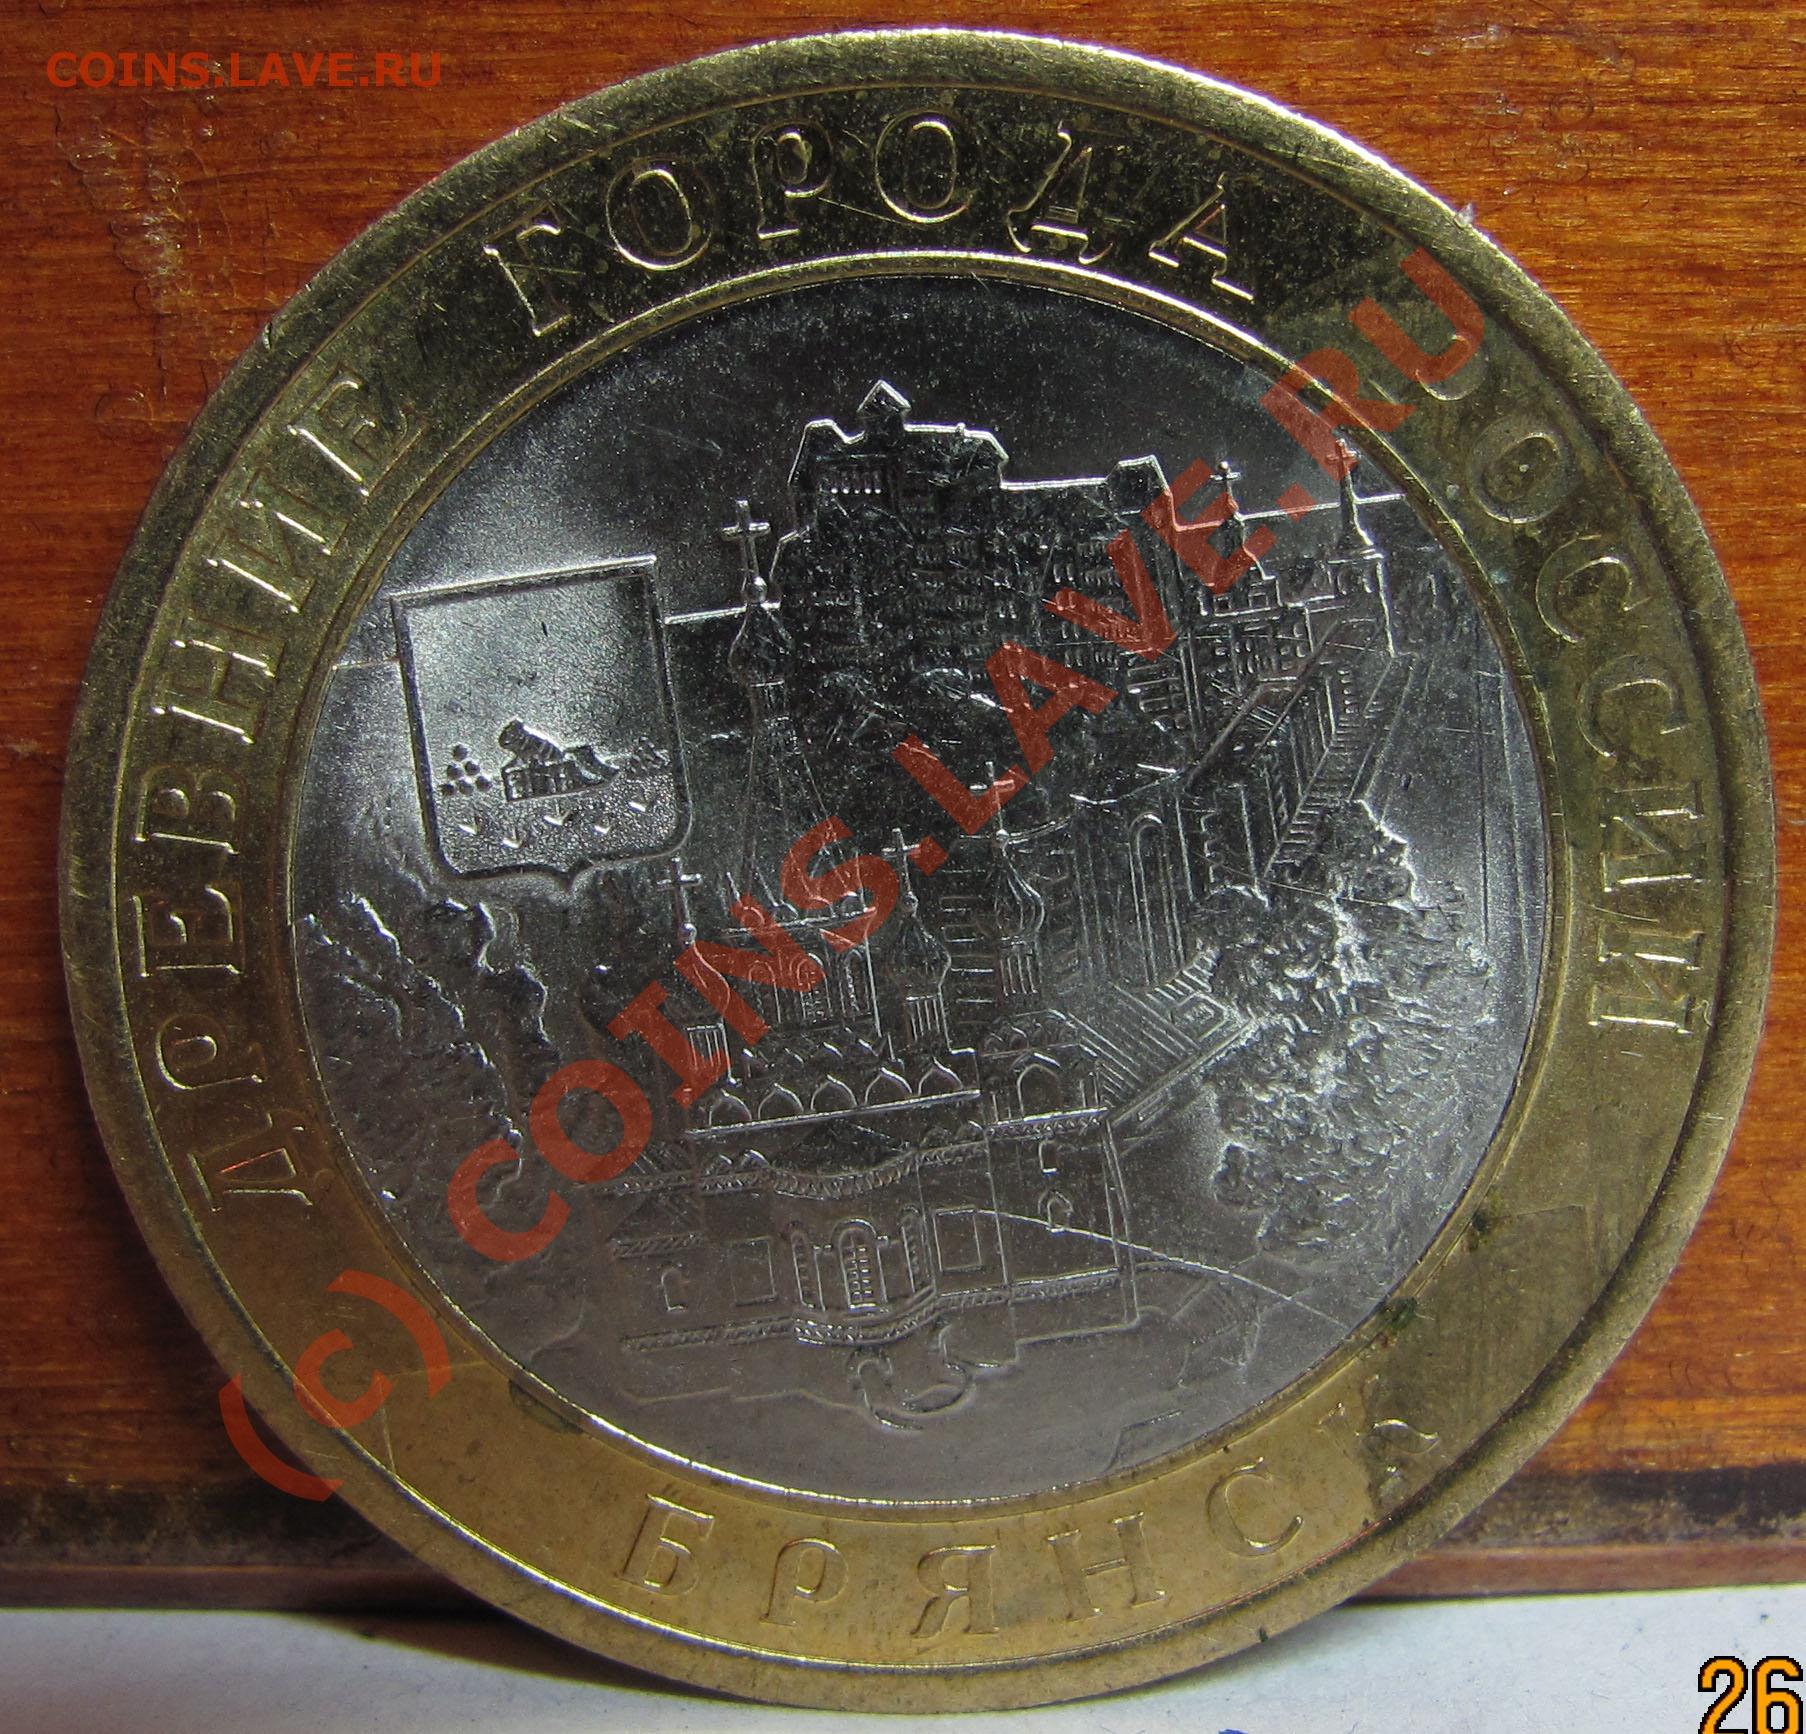 COINS.LAVE.RU
ДРЕВНИЕ ГОРОДА РОССИИ
(c) COINS.LAVE.RU
БРЯНСК
26